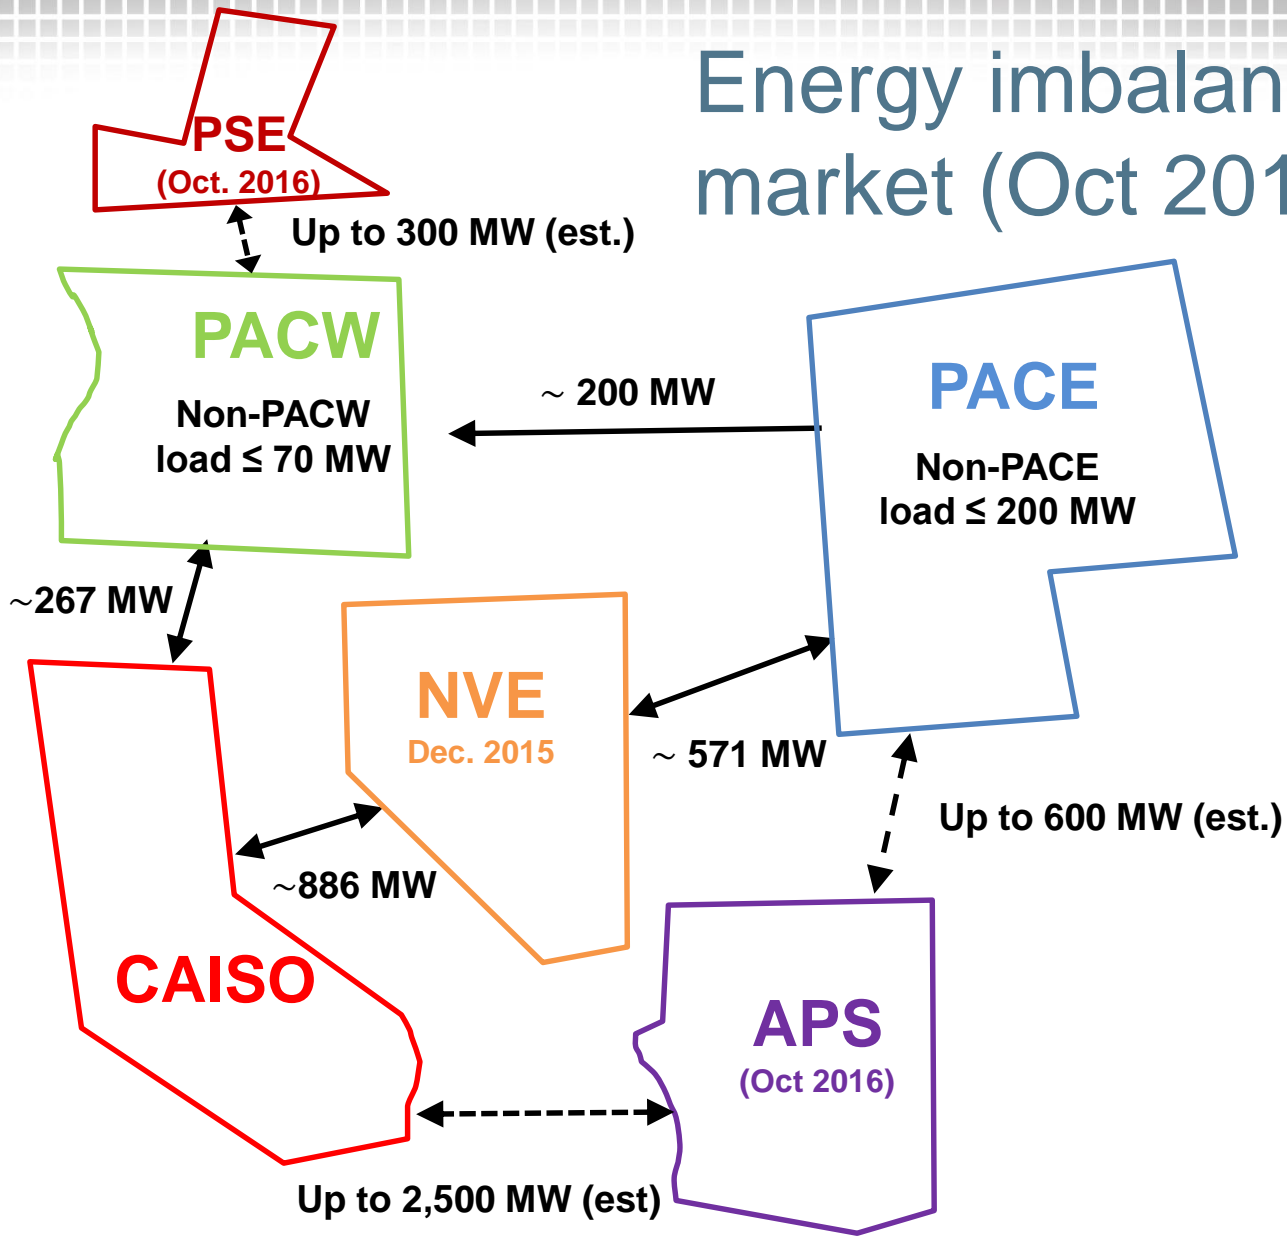 Energy imbalan
market (Oct 201
PSE
(Oct. 2016)
Up to 300 MW (est.)
PACW
Non-PACW
load ≤ 70 MW
~ 200 MW
PACE
Non-PACE
load ≤ 200 MW
~267 MW
NVE
Dec. 2015
~ 571 MW
Up to 600 MW (est.)
~886 MW
CAISO
APS
(Oct 2016)
Up to 2,500 MW (est)